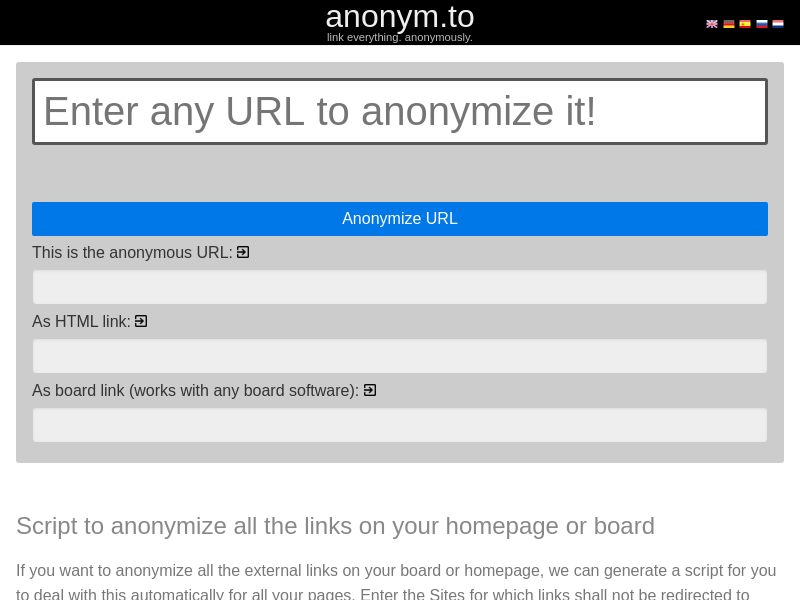 anonym.to
link everything. anonymously.
Enter any URL to anonymize it!
Anonymize URL
This is the anonymous URL:
As HTML link:
As board link (works with any board software):
Script to anonymize all the links on your homepage or board
If you want to anonymize all the external links on your board or homepage, we can generate a script for you
to deal with this automatically for all your pages. Enter the Sites for which links shall not be redirected to